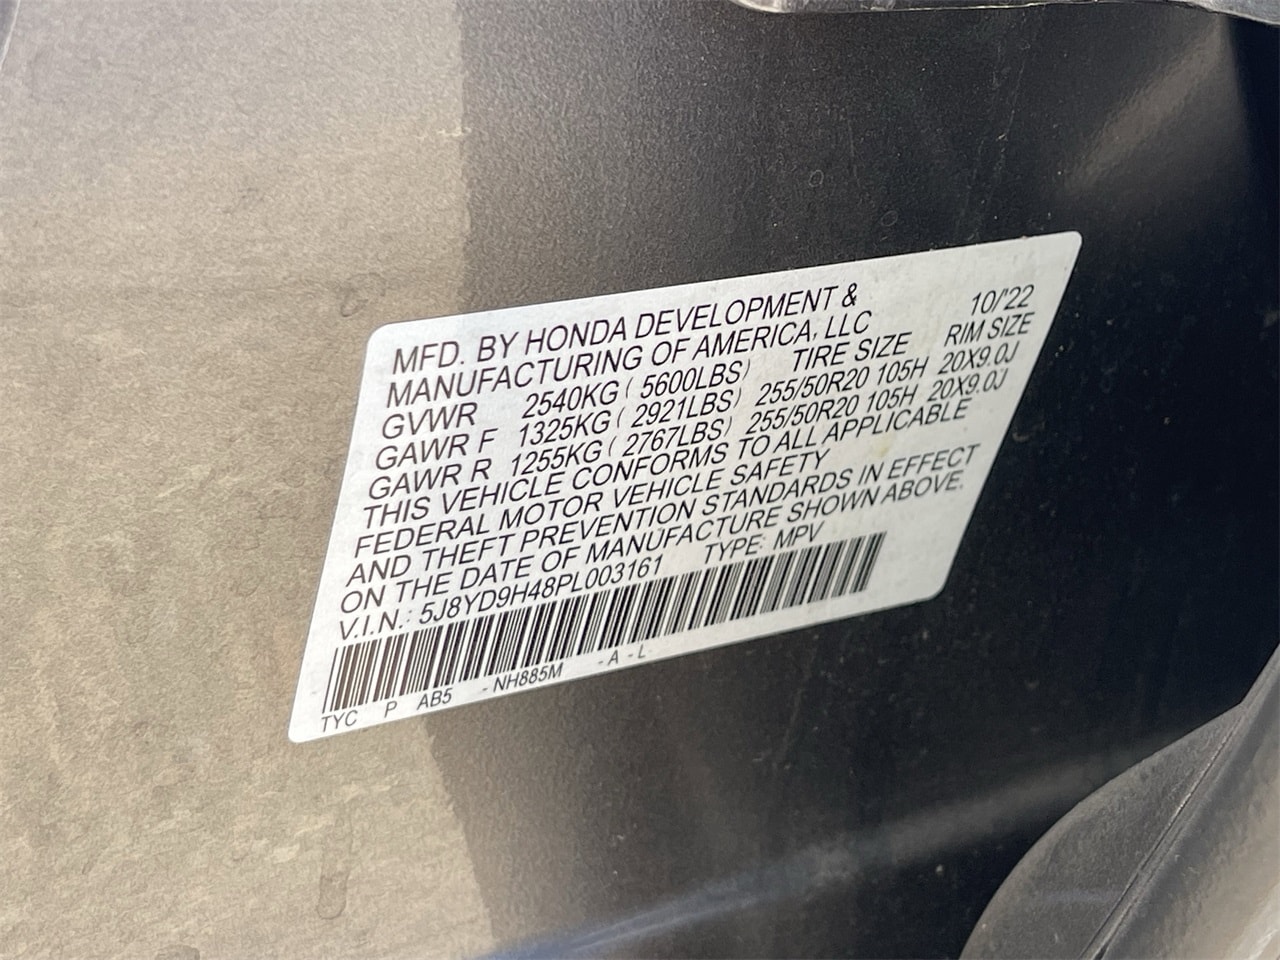 MFD. BY HONDA DEVELOPMENT &
MANUFACTURING OF AMERICA, LLC 10/'22
GVWR 2540KG ( 5600LBS) TIRE SIZE RIM SIZE
GAWR F 1325KG ( 2921LBS) 255/50R20 105H 20X9.0J
GAWR R 1255KG ( 2767LBS) 255/50R20 105H 20X9.0J
THIS VEHICLE CONFORMS TO ALL APPLICABLE
FEDERAL MOTOR VEHICLE SAFETY
AND THEFT PREVENTION STANDARDS IN EFFECT
ON THE DATE OF MANUFACTURE SHOWN ABOVE.
V.I.N.: 5J8YD9H48PL003161 TYPE: MPV
TYC P AB5 -NH885M -A -L